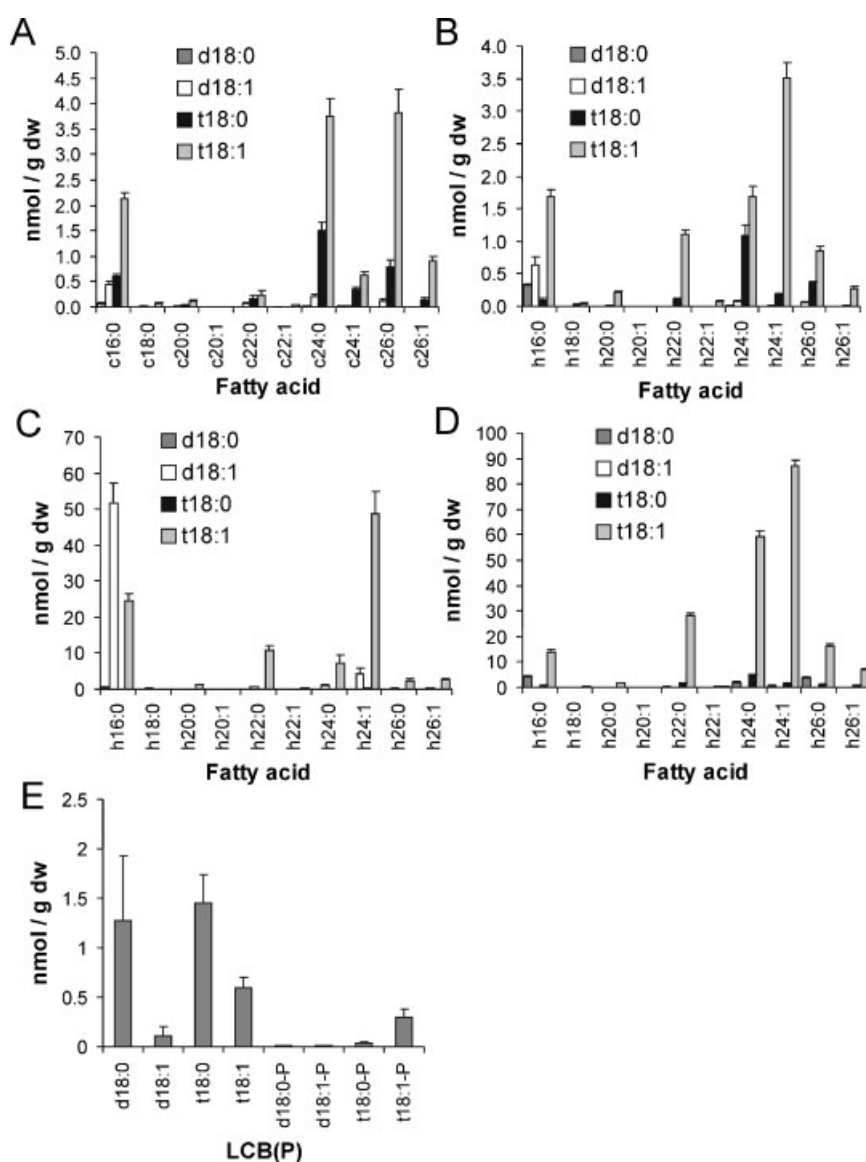 A
5.0
4.5
4.0
3.5
3.0
2.5
2.0
1.5
1.0
0.5
0.0
nmol / g dw
d18:0
d18:1
t18:0
t18:1
c16:0
c18:0
c20:0
c20:1
c22:0
c22:1
c24:0
c24:1
c26:0
c26:1
Fatty acid
B
4.0
3.5
3.0
2.5
2.0
1.5
1.0
0.5
0.0
nmol / g dw
d18:0
d18:1
t18:0
t18:1
h16:0
h18:0
h20:0
h20:1
h22:0
h22:1
h24:0
h24:1
h26:0
h26:1
Fatty acid
C
70
60
50
40
30
20
10
0
nmol / g dw
d18:0
d18:1
t18:0
t18:1
h16:0
h18:0
h20:0
h20:1
h22:0
h22:1
h24:0
h24:1
h26:0
h26:1
Fatty acid
D
100
90
80
70
60
50
40
30
20
10
0
nmol / g dw
d18:0
d18:1
t18:0
t18:1
h16:0
h18:0
h20:0
h20:1
h22:0
h22:1
h24:0
h24:1
h26:0
h26:1
Fatty acid
E
2.5
2
1.5
1
0.5
0
nmol / g dw
d18:0
d18:1
t18:0
t18:1
d18:0-P
d18:1-P
t18:0-P
t18:1-P
LCB(P)